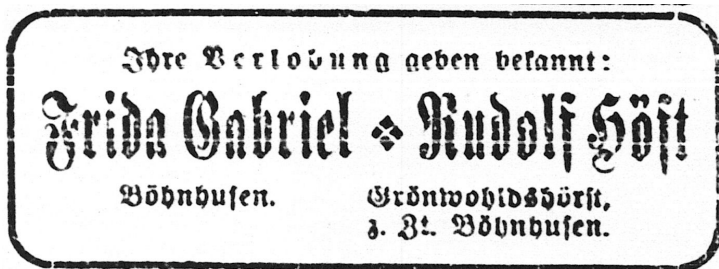 Ihre Verlobung geben bekannt:
Frida Gabriel ❖ Rudolf Höft
Böhnhusen.
Grönwohldshörst,
z. Zt. Böhnhusen.